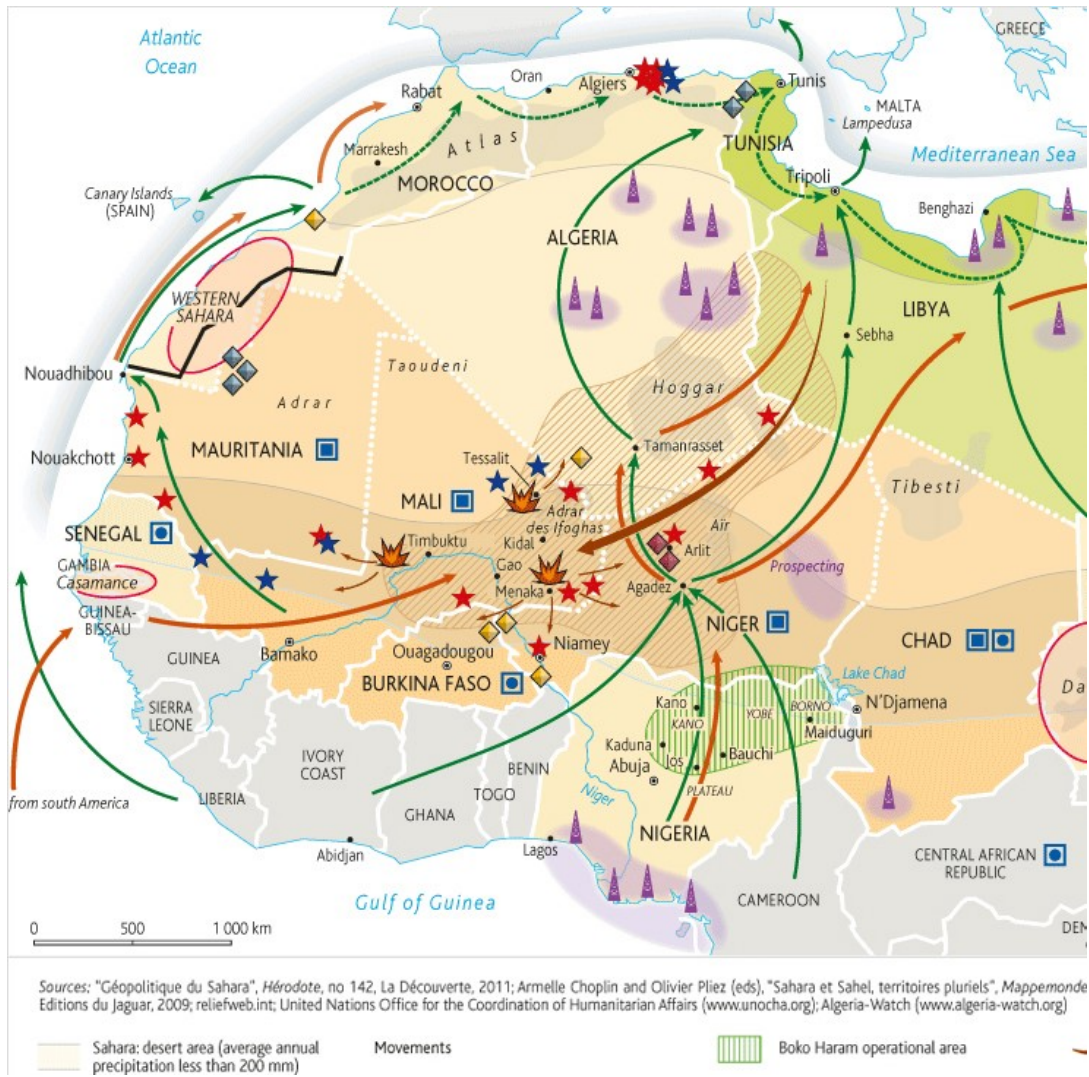 Atlantic
Ocean
GREECE
Oran
Algiers
Tunis
Rabat
MALTA
Lampedusa
Atlas
TUNISIA
Mediterranean Sea
Marrakesh
MOROCCO
Tripoli
Canary Islands
(SPAIN)
Benghazi
ALGERIA
WESTERN
SAHARA
LIBYA
Sebha
Nouadhibou
Taoudeni
Hoggar
Adrar
Tamanrasset
MAURITANIA
Tessalit
Nouakchott
Tibesti
MALI
Adrar
des Ifoghas
Aïr
SENEGAL
Timbuktu
Kidal
Arlit
GAMBIA
Casamance
Gao
Prospecting
Menaka
Agadez
GUINEA-
BISSAU
NIGER
CHAD
Bamako
Niamey
GUINEA
Ouagadougou
Lake Chad
BURKINA FASO
Da
SIERRA
LEONE
Kano
KANO
YOBE
BORNO
N'Djamena
Maiduguri
IVORY
COAST
BENIN
Kaduna
Jos
Bauchi
Abuja
from south America
LIBERIA
GHANA
TOGO
Niger
PLATEAU
NIGERIA
Abidjan
Lagos
CENTRAL AFRICAN
REPUBLIC
Gulf of Guinea
CAMEROON
DEM
0 500 1 000 km
Sources: "Géopolitique du Sahara", Hérodote, no 142, La Découverte, 2011; Armelle Choplin and Olivier Pliez (eds), "Sahara et Sahel, territoires pluriels", Mappemonde
Editions du Jaguar, 2009; reliefweb.int; United Nations Office for the Coordination of Humanitarian Affairs (www.unocha.org); Algeria-Watch (www.algeria-watch.org)
Sahara: desert area (average annual
precipitation less than 200 mm)
Movements
Boko Haram operational area